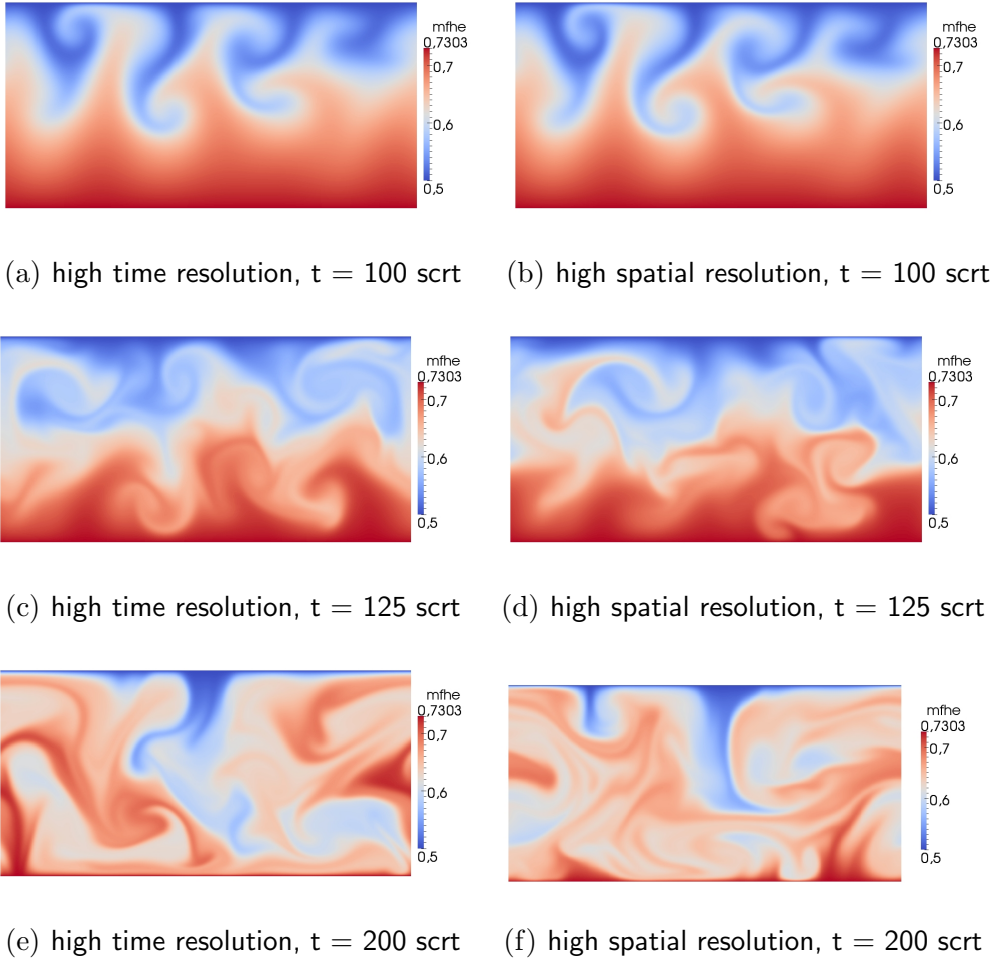 mfhe
0,7303
0,7
0,6
0,5
mfhe
0,7303
0,7
0,6
0,5
(a) high time resolution, t = 100 scrt
(b) high spatial resolution, t = 100 scrt
mfhe
0,7303
0,7
0,6
0,5
mfhe
0,7303
0,7
0,6
0,5
(c) high time resolution, t = 125 scrt
(d) high spatial resolution, t = 125 scrt
mfhe
0,7303
0,7
0,6
0,5
mfhe
0,7303
0,7
0,6
0,5
(e) high time resolution, t = 200 scrt
(f) high spatial resolution, t = 200 scrt